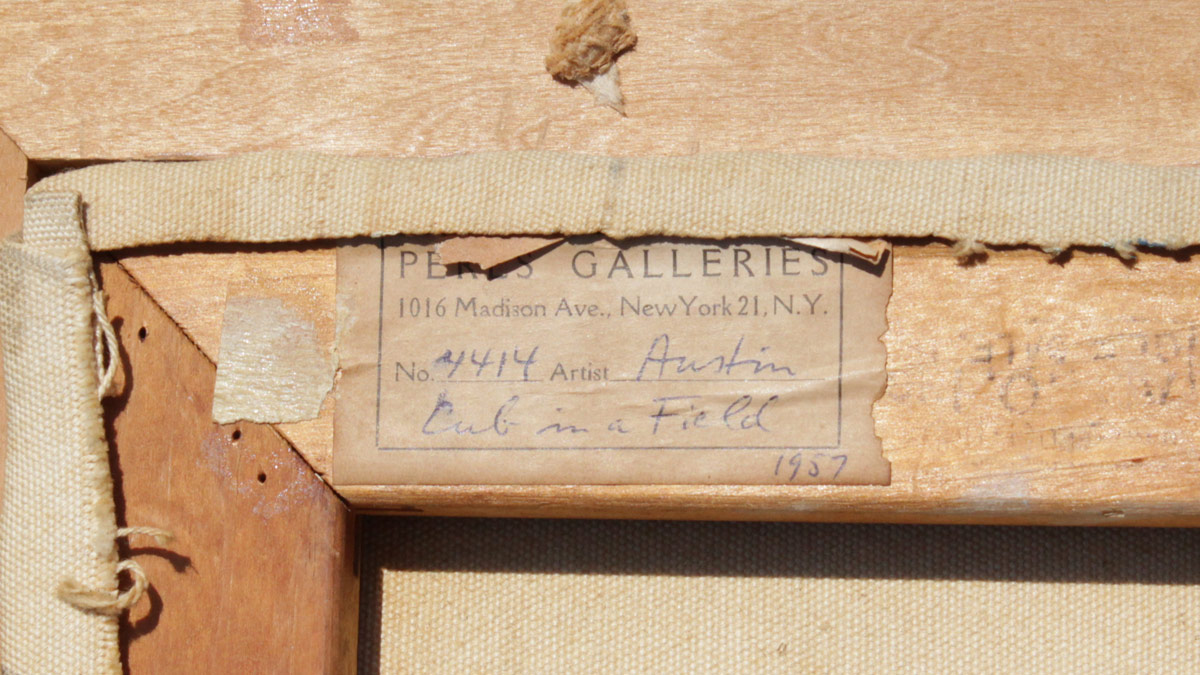 PERLS GALLERIES
1016 Madison Ave., New York 21, N.Y.
No. 4414 Artist Austin
Cub in a Field
1957